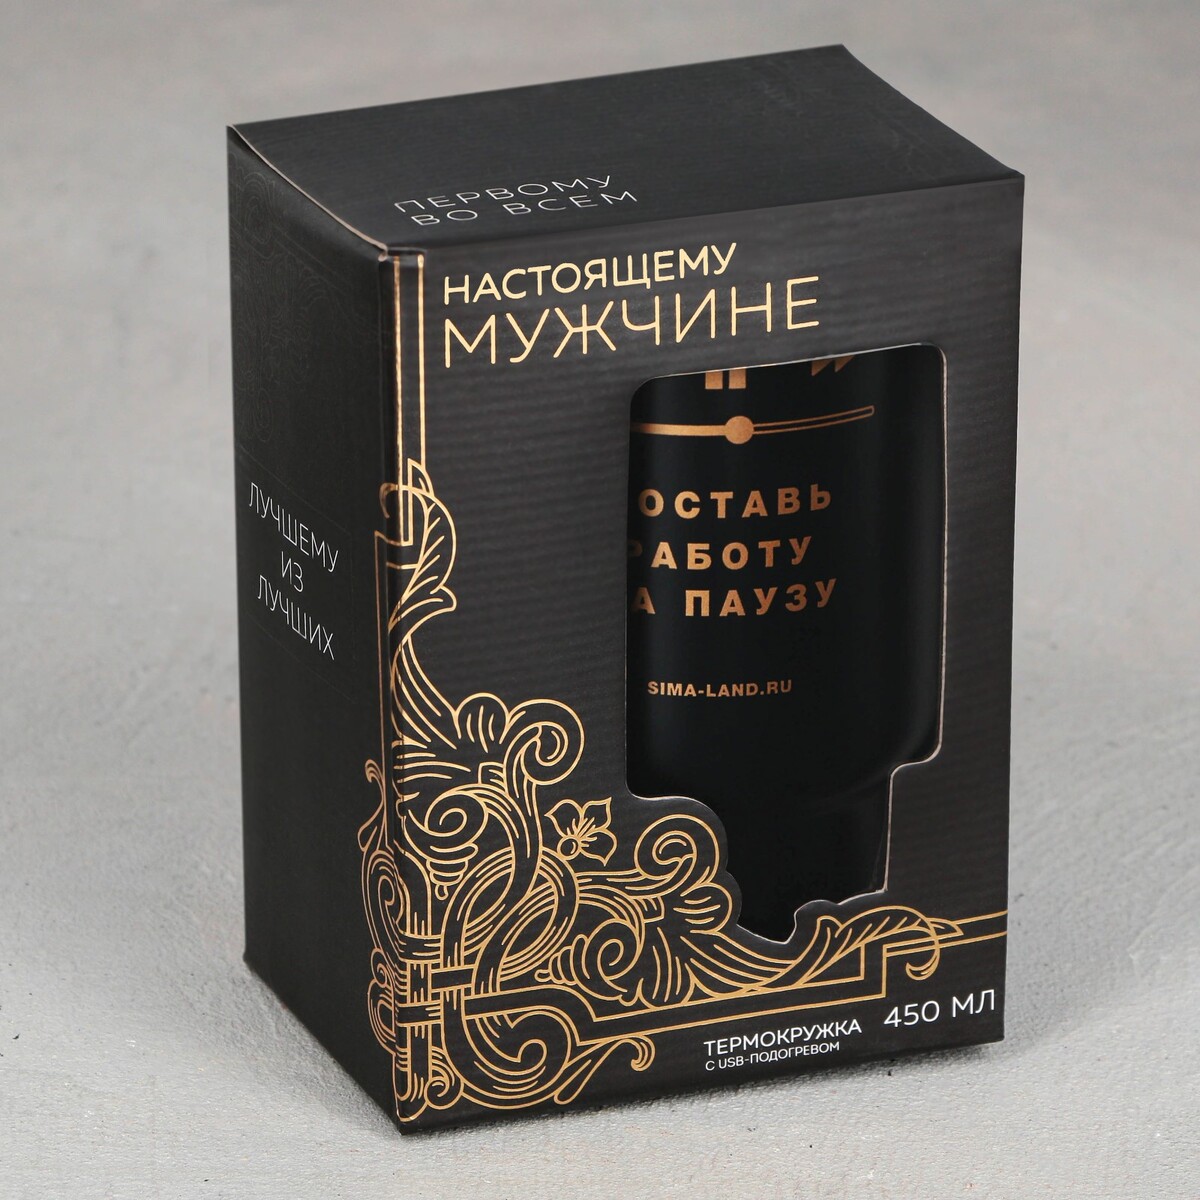 ПЕРВОМУ
ВО ВСЕМ
НАСТОЯЩЕМУ
МУЖЧИНЕ
ЛУЧШЕМУ
ИЗ
ЛУЧШИХ
ОСТАВЬ
РАБОТУ
А ПАУЗУ
SIMA-LAND.RU
ТЕРМОКРУЖКА
С USB-ПОДОГРЕВОМ
450 МЛ